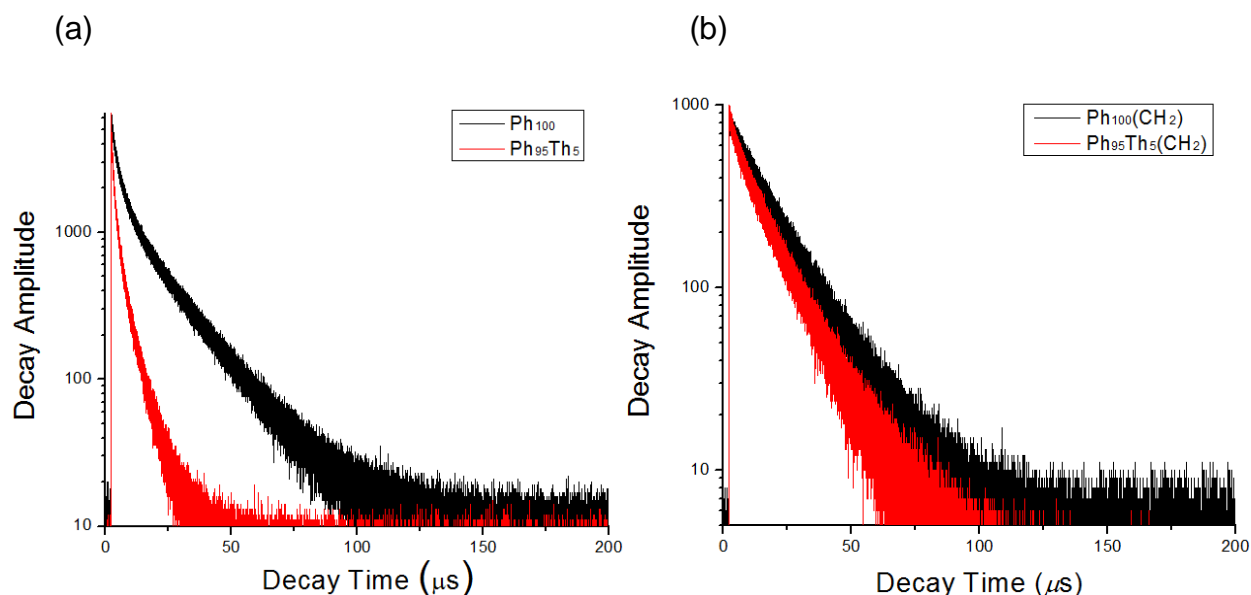 (a)
Ph₁₀₀
Ph₉₅Th₅
Decay Amplitude
1000
100
10
0
50
100
150
200
Decay Time (μs)
(b)
Ph₁₀₀(CH₂)
Ph₉₅Th₅(CH₂)
Decay Amplitude
1000
100
10
0
50
100
150
200
Decay Time (μs)